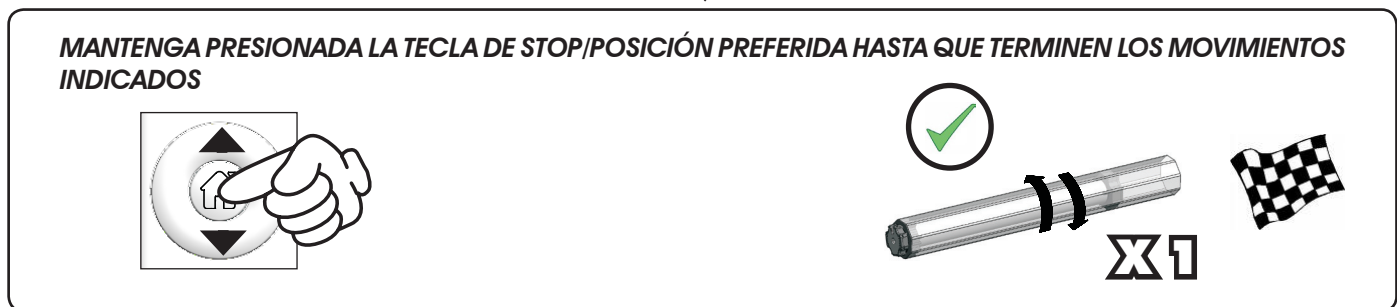 MANTENGA PRESIONADA LA TECLA DE STOP/POSICIÓN PREFERIDA HASTA QUE TERMINEN LOS MOVIMIENTOS
INDICADOS
X1